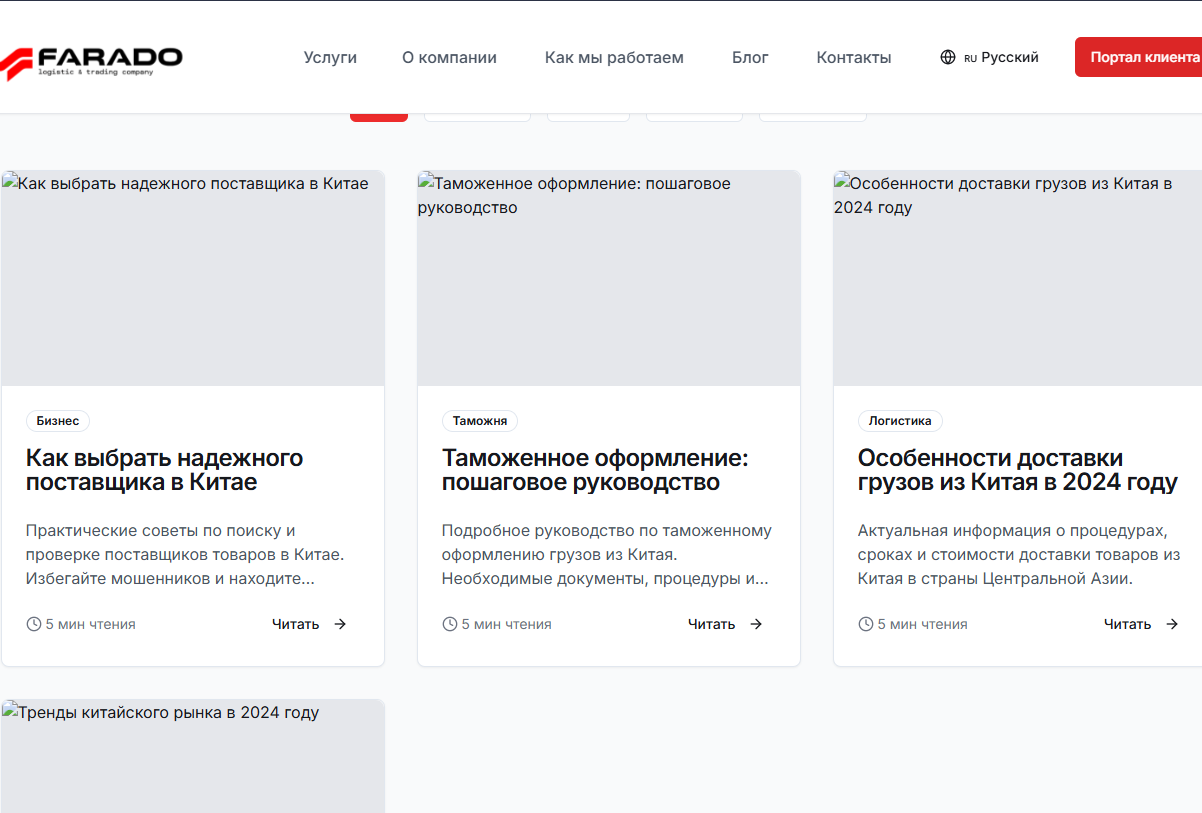 FARADO
logistic & trading company
Услуги
О компании
Как мы работаем
Блог
Контакты
RU Русский
Портал клиента
Как выбрать надежного поставщика в Китае
Таможенное оформление: пошаговое
руководство
Особенности доставки грузов из Китая в
2024 году
Бизнес
Как выбрать надежного
поставщика в Китае
Практические советы по поиску и
проверке поставщиков товаров в Китае.
Избегайте мошенников и находите...
5 мин чтения
Читать
Таможня
Таможенное оформление:
пошаговое руководство
Подробное руководство по таможенному
оформлению грузов из Китая.
Необходимые документы, процедуры и...
5 мин чтения
Читать
Логистика
Особенности доставки
грузов из Китая в 2024 году
Актуальная информация о процедурах,
сроках и стоимости доставки товаров из
Китая в страны Центральной Азии.
5 мин чтения
Читать
Тренды китайского рынка в 2024 году